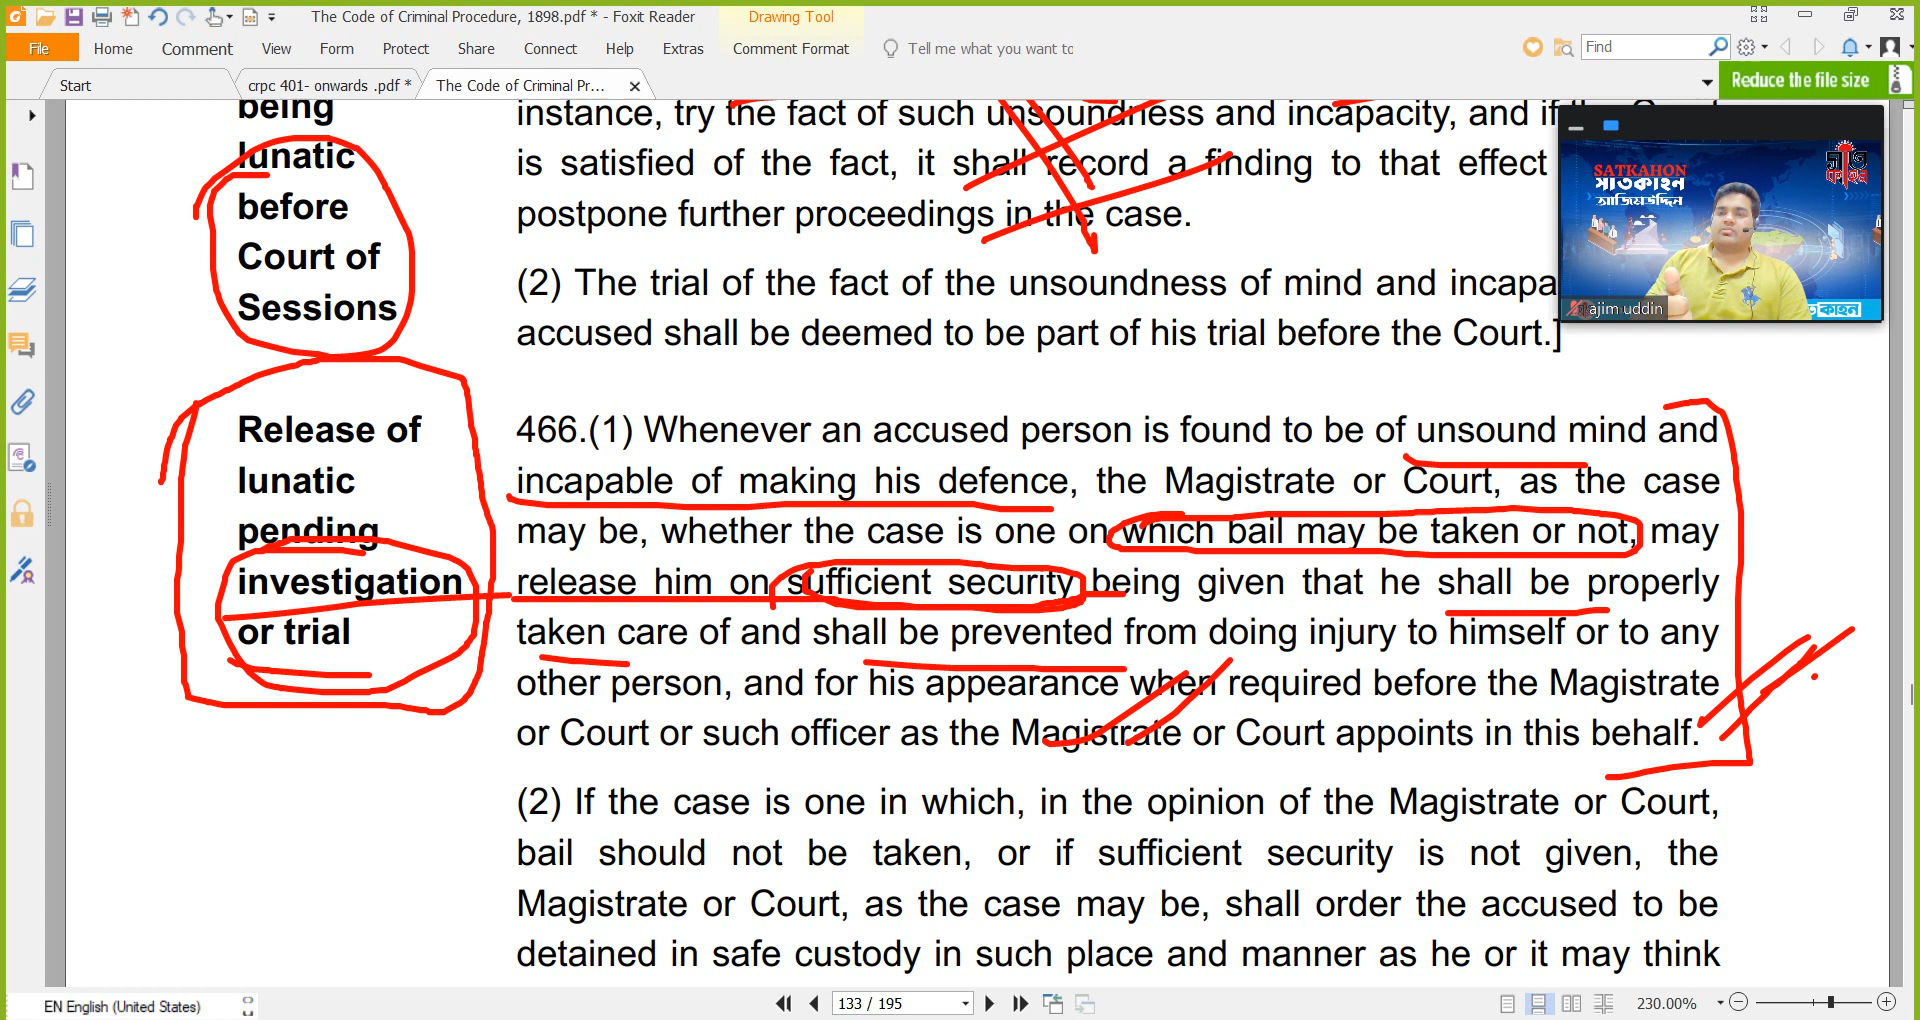 The Code of Criminal Procedure, 1898.pdf * - Foxit Reader
Drawing Tool
File Home Comment View Form Protect Share Connect Help Extras Comment Format Tell me what you want to
Find
Start
crpc 401- onwards .pdf *
The Code of Criminal Pr...
Reduce the file size
being
lunatic
before
Court of
Sessions
instance, try the fact of such unsoundness and incapacity, and if
is satisfied of the fact, it shall record a finding to that effect
postpone further proceedings in the case.
(2) The trial of the fact of the unsoundness of mind and incapa
accused shall be deemed to be part of his trial before the Court.]
SATKAHON
সাতকাহন
আজিমউদ্দিন
সাত
কাহন
ajim uddin
তকাহন
Release of
lunatic
pending
investigation
or trial
466.(1) Whenever an accused person is found to be of unsound mind and
incapable of making his defence, the Magistrate or Court, as the case
may be, whether the case is one on which bail may be taken or not, may
release him on sufficient security being given that he shall be properly
taken care of and shall be prevented from doing injury to himself or to any
other person, and for his appearance when required before the Magistrate
or Court or such officer as the Magistrate or Court appoints in this behalf.
(2) If the case is one in which, in the opinion of the Magistrate or Court,
bail should not be taken, or if sufficient security is not given, the
Magistrate or Court, as the case may be, shall order the accused to be
detained in safe custody in such place and manner as he or it may think
EN English (United States)
133 / 195
230.00%